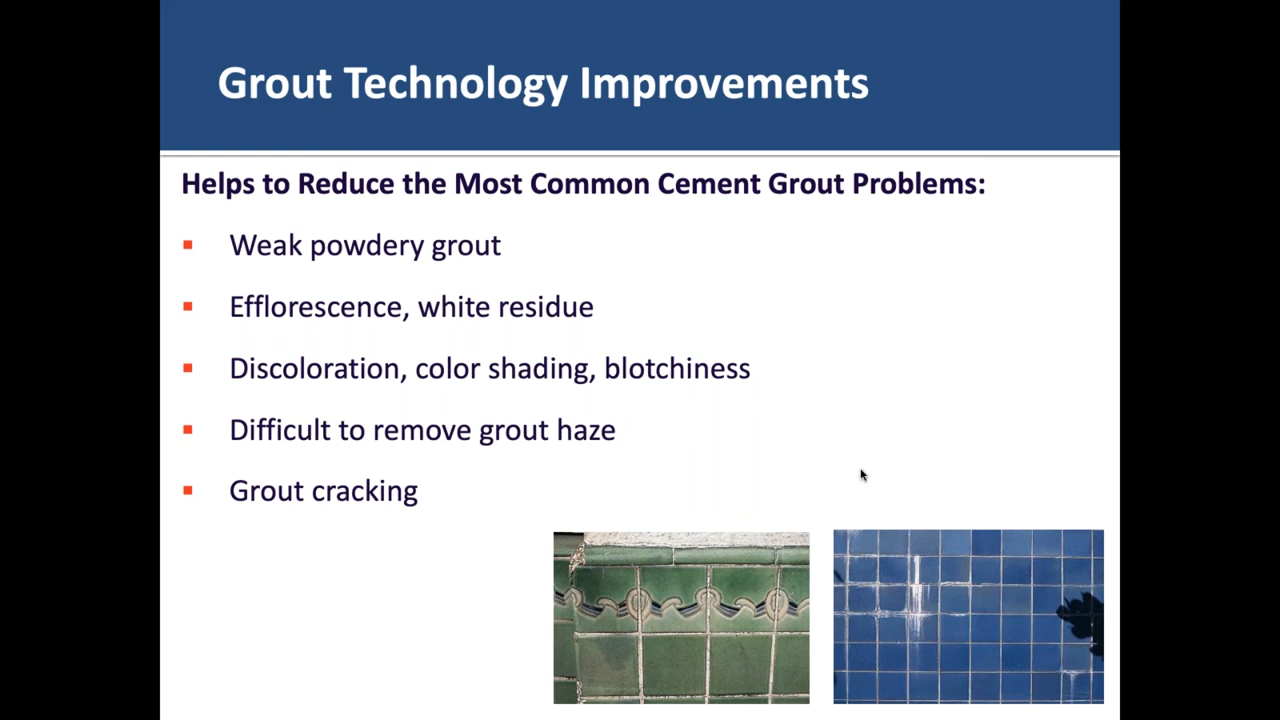 Grout Technology Improvements
Helps to Reduce the Most Common Cement Grout Problems:
Weak powdery grout
Efflorescence, white residue
Discoloration, color shading, blotchiness
Difficult to remove grout haze
Grout cracking